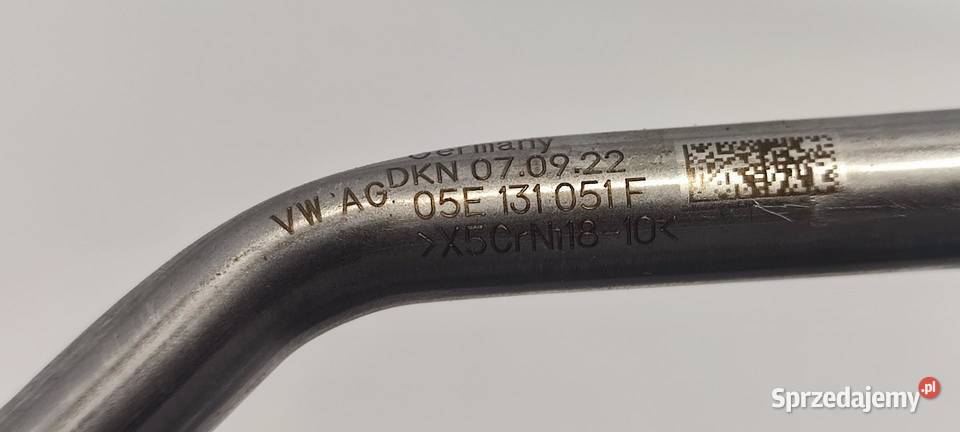 Germany
DKN 07.09.22
VW AG.
05E 131 051 F
>X5CrNi18-10<
Sprzedajemy.pl